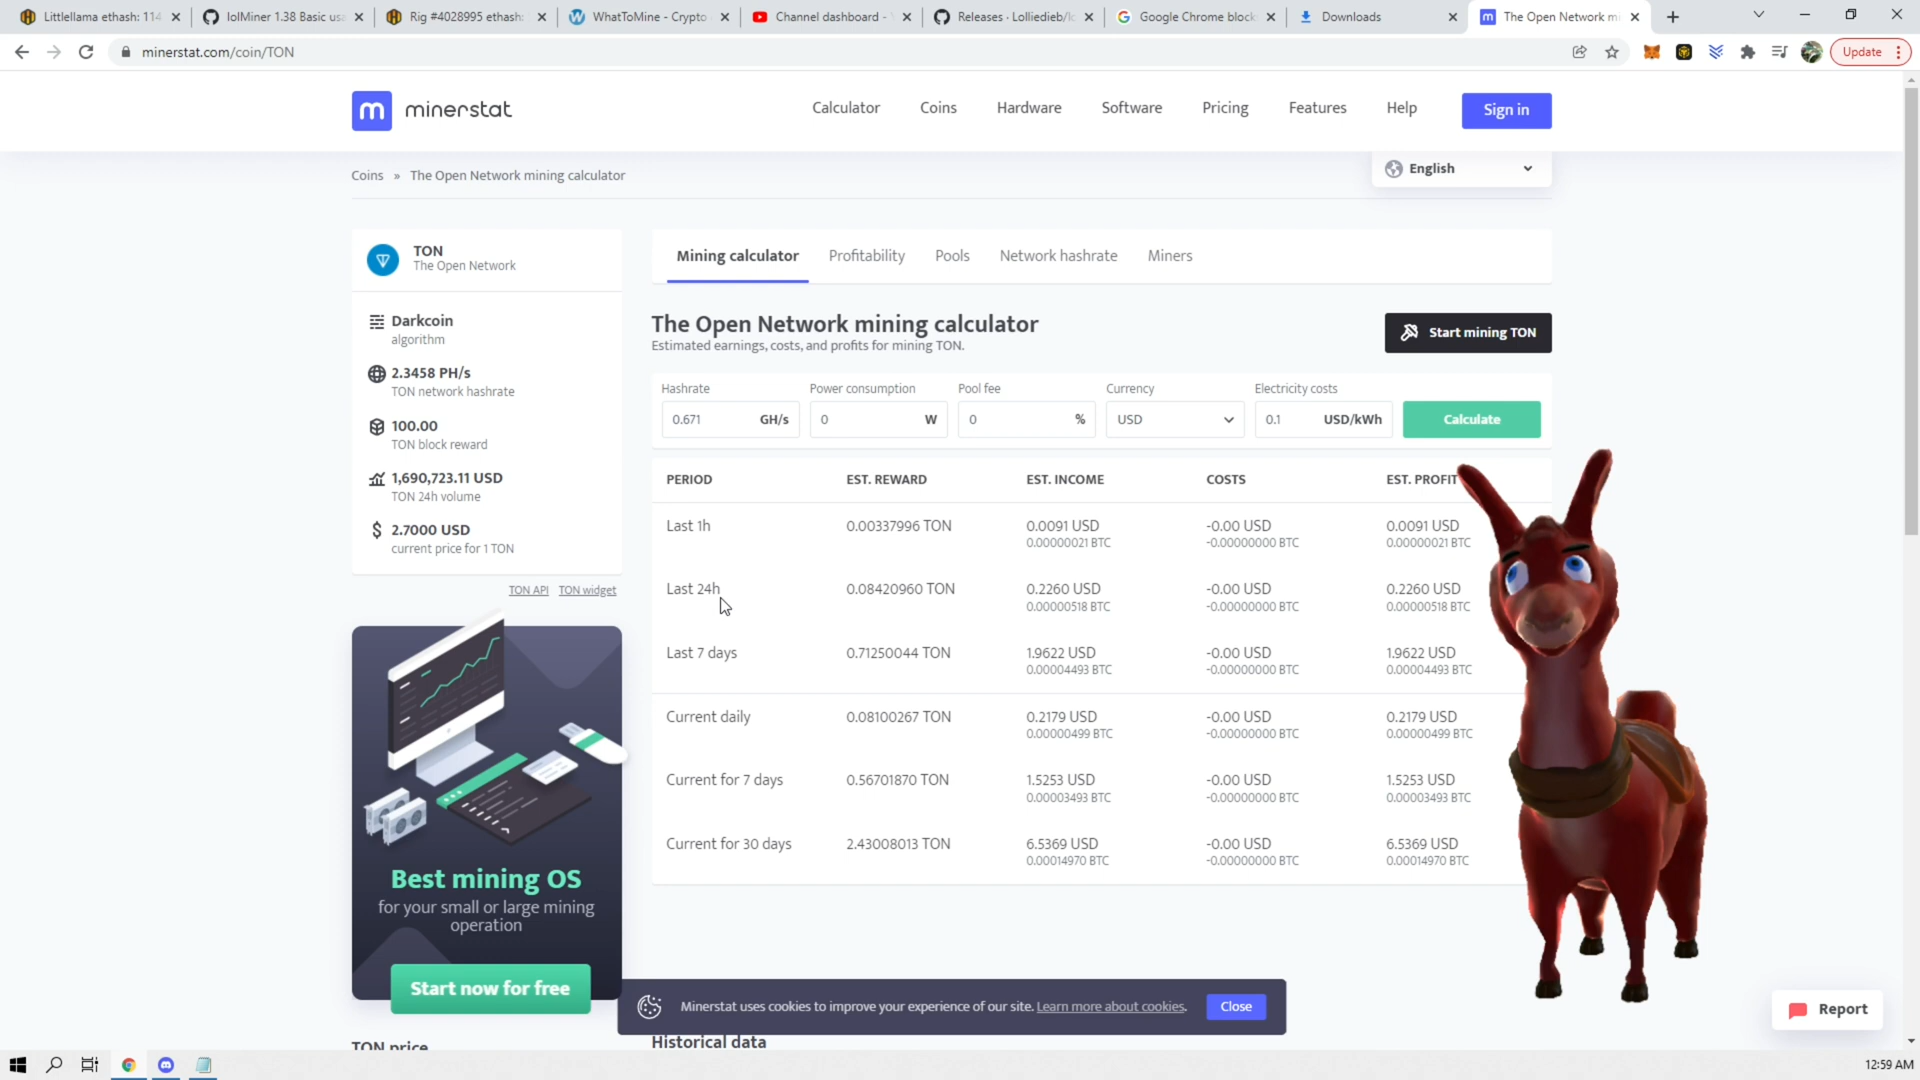 Littlellama ethash: 114
lolMiner 1.38 Basic usa
Rig #4028995 ethash:
WhatToMine - Crypto
Channel dashboard -
Releases · Lolliedieb/lo
Google Chrome block
Downloads
The Open Network mi
minerstat.com/coin/TON
Update
m minerstat
Calculator
Coins
Hardware
Software
Pricing
Features
Help
Sign in
Coins » The Open Network mining calculator
English
TON
The Open Network
Darkcoin
algorithm
2.3458 PH/s
TON network hashrate
100.00
TON block reward
1,690,723.11 USD
TON 24h volume
$ 2.7000 USD
current price for 1 TON
TON API TON widget
Best mining OS
for your small or large mining
operation
Start now for free
TON price
Mining calculator
Profitability
Pools
Network hashrate
Miners
The Open Network mining calculator
Estimated earnings, costs, and profits for mining TON.
Start mining TON
Hashrate Power consumption Pool fee Currency Electricity costs
0.671 GH/s 0 W 0 % USD 0.1 USD/kWh Calculate
PERIOD EST. REWARD EST. INCOME COSTS EST. PROFIT
Last 1h 0.00337996 TON 0.0091 USD -0.00 USD 0.0091 USD
0.00000021 BTC -0.00000000 BTC 0.00000021 BTC
Last 24h 0.08420960 TON 0.2260 USD -0.00 USD 0.2260 USD
0.00000518 BTC -0.00000000 BTC 0.00000518 BTC
Last 7 days 0.71250044 TON 1.9622 USD -0.00 USD 1.9622 USD
0.00004493 BTC -0.00000000 BTC 0.00004493 BTC
Current daily 0.08100267 TON 0.2179 USD -0.00 USD 0.2179 USD
0.00000499 BTC -0.00000000 BTC 0.00000499 BTC
Current for 7 days 0.56701870 TON 1.5253 USD -0.00 USD 1.5253 USD
0.00003493 BTC -0.00000000 BTC 0.00003493 BTC
Current for 30 days 2.43008013 TON 6.5369 USD -0.00 USD 6.5369 USD
0.00014970 BTC -0.00000000 BTC 0.00014970 BTC
Minerstat uses cookies to improve your experience of our site. Learn more about cookies. Close
Historical data
Report
12:59 AM